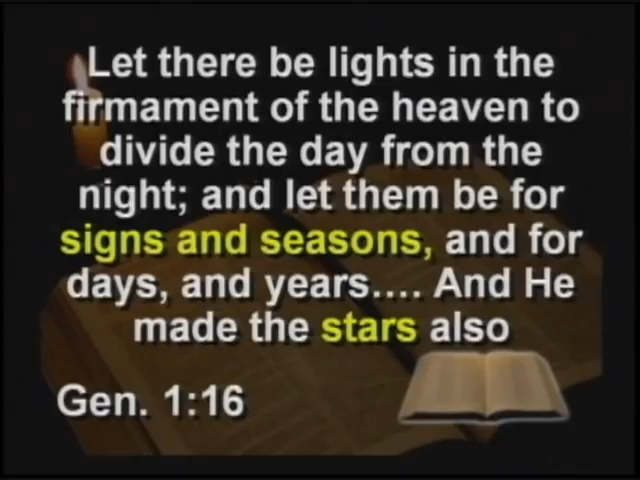 Let there be lights in the
firmament of the heaven to
divide the day from the
night; and let them be for
signs and seasons, and for
days, and years.... And He
made the stars also
Gen. 1:16